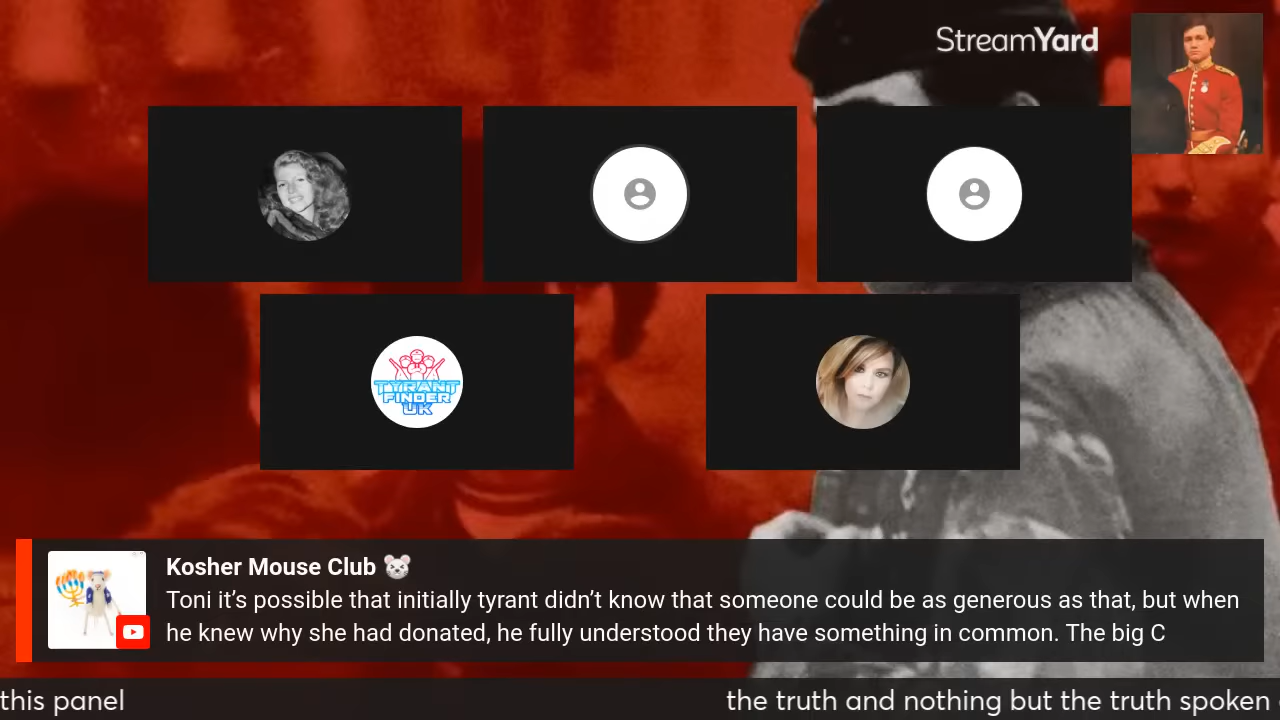 StreamYard
TYRANT
FINDER
UK
Kosher Mouse Club 🐭
Toni it’s possible that initially tyrant didn’t know that someone could be as generous as that, but when
he knew why she had donated, he fully understood they have something in common. The big C
this panel the truth and nothing but the truth spoken